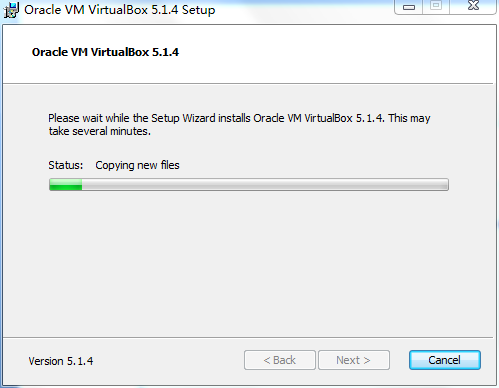 Oracle VM VirtualBox 5.1.4 Setup
Oracle VM VirtualBox 5.1.4
Please wait while the Setup Wizard installs Oracle VM VirtualBox 5.1.4. This may
take several minutes.
Status: Copying new files
Version 5.1.4
< Back
Next >
Cancel